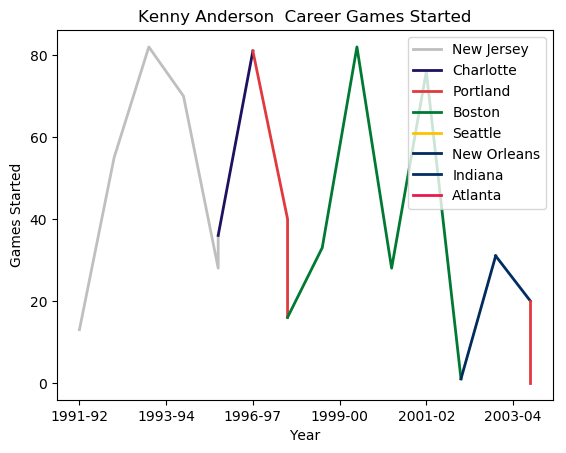 Kenny Anderson  Career Games Started
New Jersey
Charlotte
Portland
Boston
Seattle
New Orleans
Indiana
Atlanta
80
60
40
20
0
Games Started
1991-92 1993-94 1996-97 1999-00 2001-02 2003-04
Year